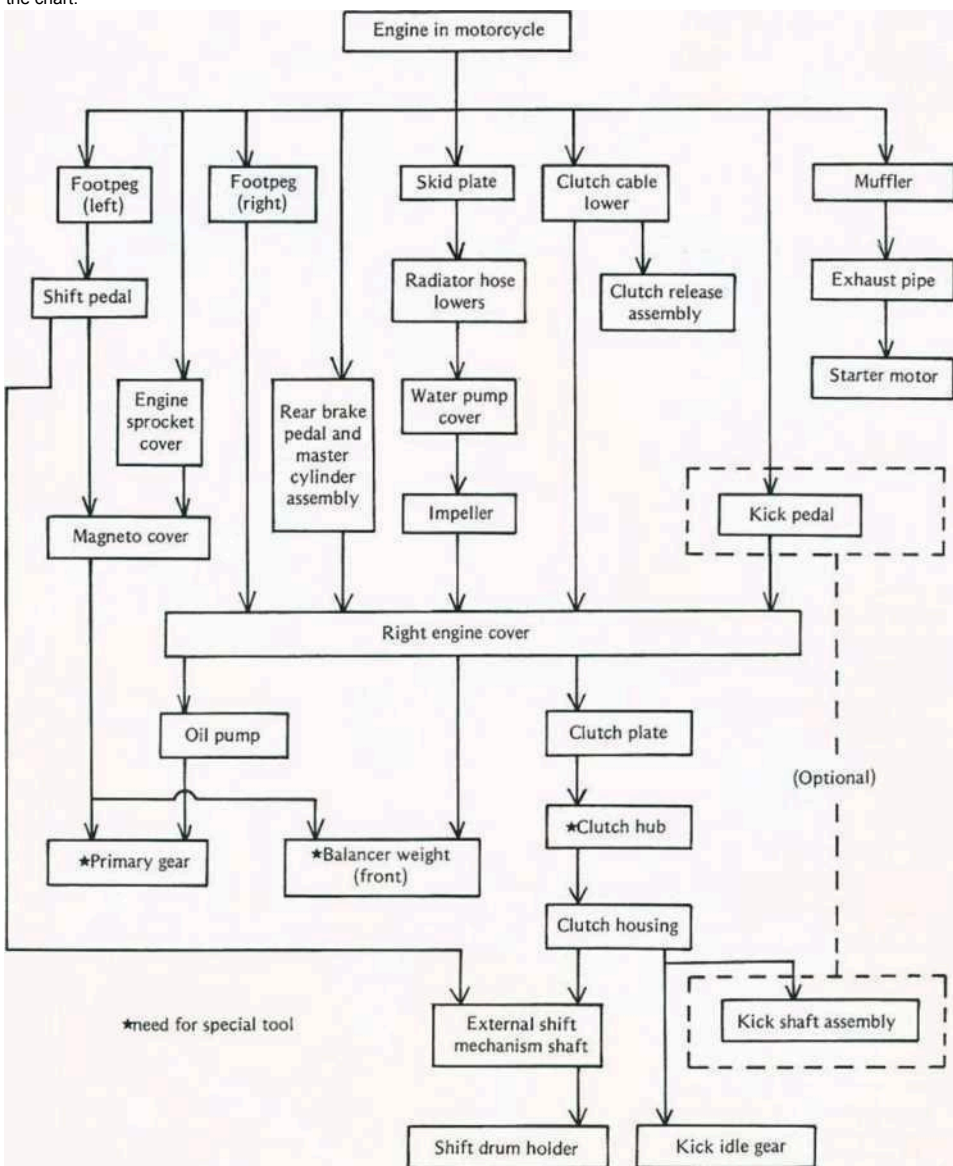 the chart.
Engine in motorcycle
Footpeg
(left)
Footpeg
(right)
Skid plate
Clutch cable
lower
Muffler
Shift pedal
Radiator hose
lowers
Clutch release
assembly
Exhaust pipe
Engine
sprocket
cover
Rear brake
pedal and
master
cylinder
assembly
Water pump
cover
Starter motor
Magneto cover
Impeller
Kick pedal
Right engine cover
Oil pump
Clutch plate
(Optional)
★Primary gear
★Balancer weight
(front)
★Clutch hub
Clutch housing
★need for special tool
External shift
mechanism shaft
Kick shaft assembly
Shift drum holder
Kick idle gear